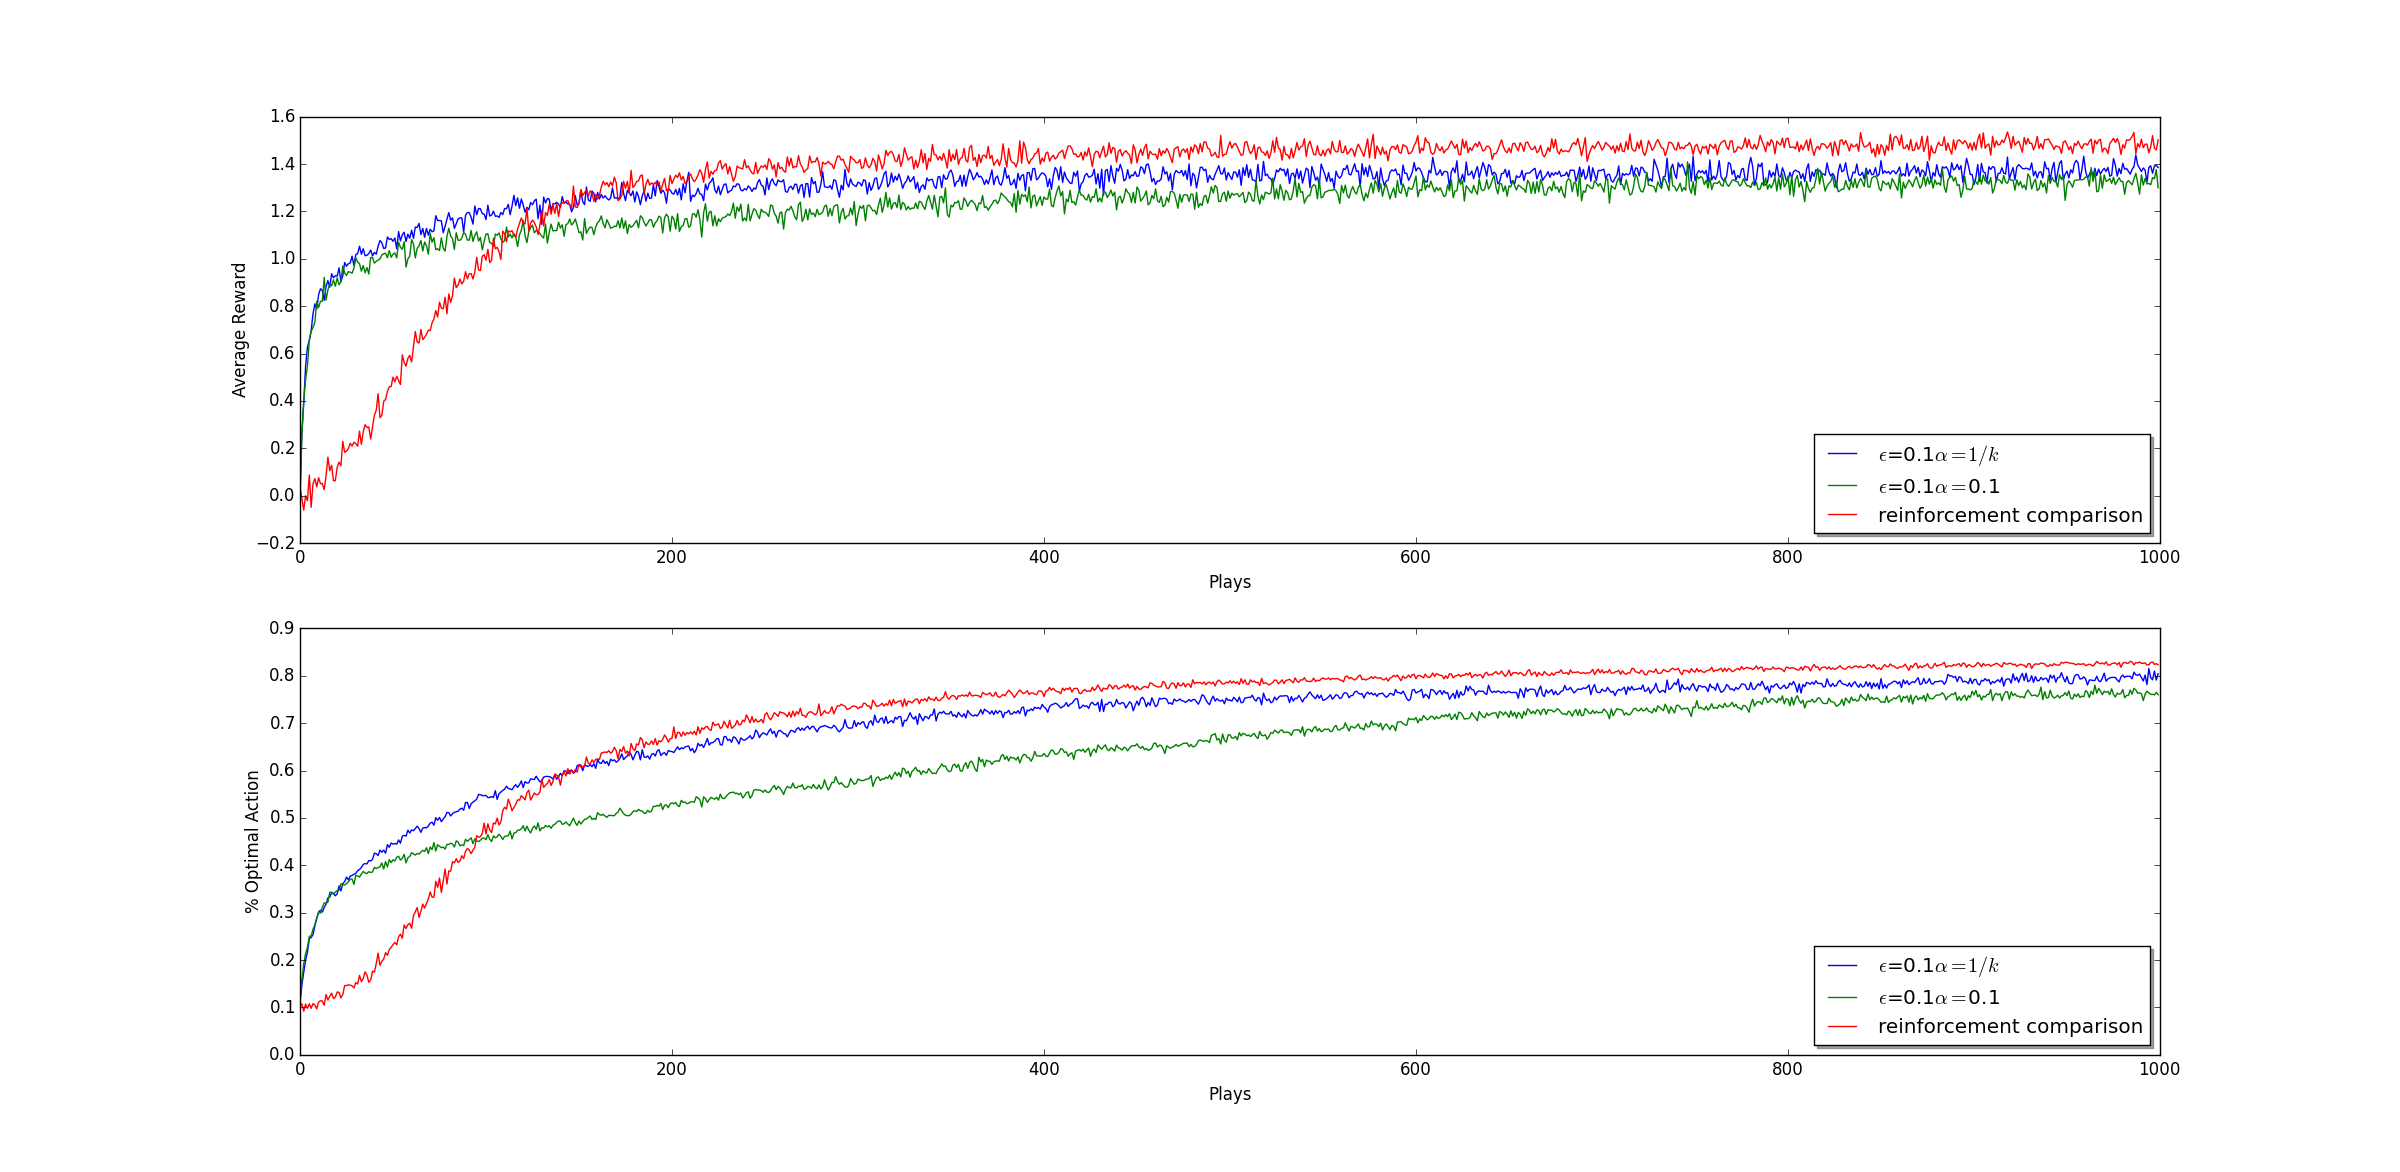 1.6
1.4
1.2
1.0
0.8
0.6
0.4
0.2
0.0
−0.2
Average Reward
0 200 400 600 800 1000
Plays
ϵ=0.1α=1/k
ϵ=0.1α=0.1
reinforcement comparison
0.9
0.8
0.7
0.6
0.5
0.4
0.3
0.2
0.1
0.0
% Optimal Action
0 200 400 600 800 1000
Plays
ϵ=0.1α=1/k
ϵ=0.1α=0.1
reinforcement comparison